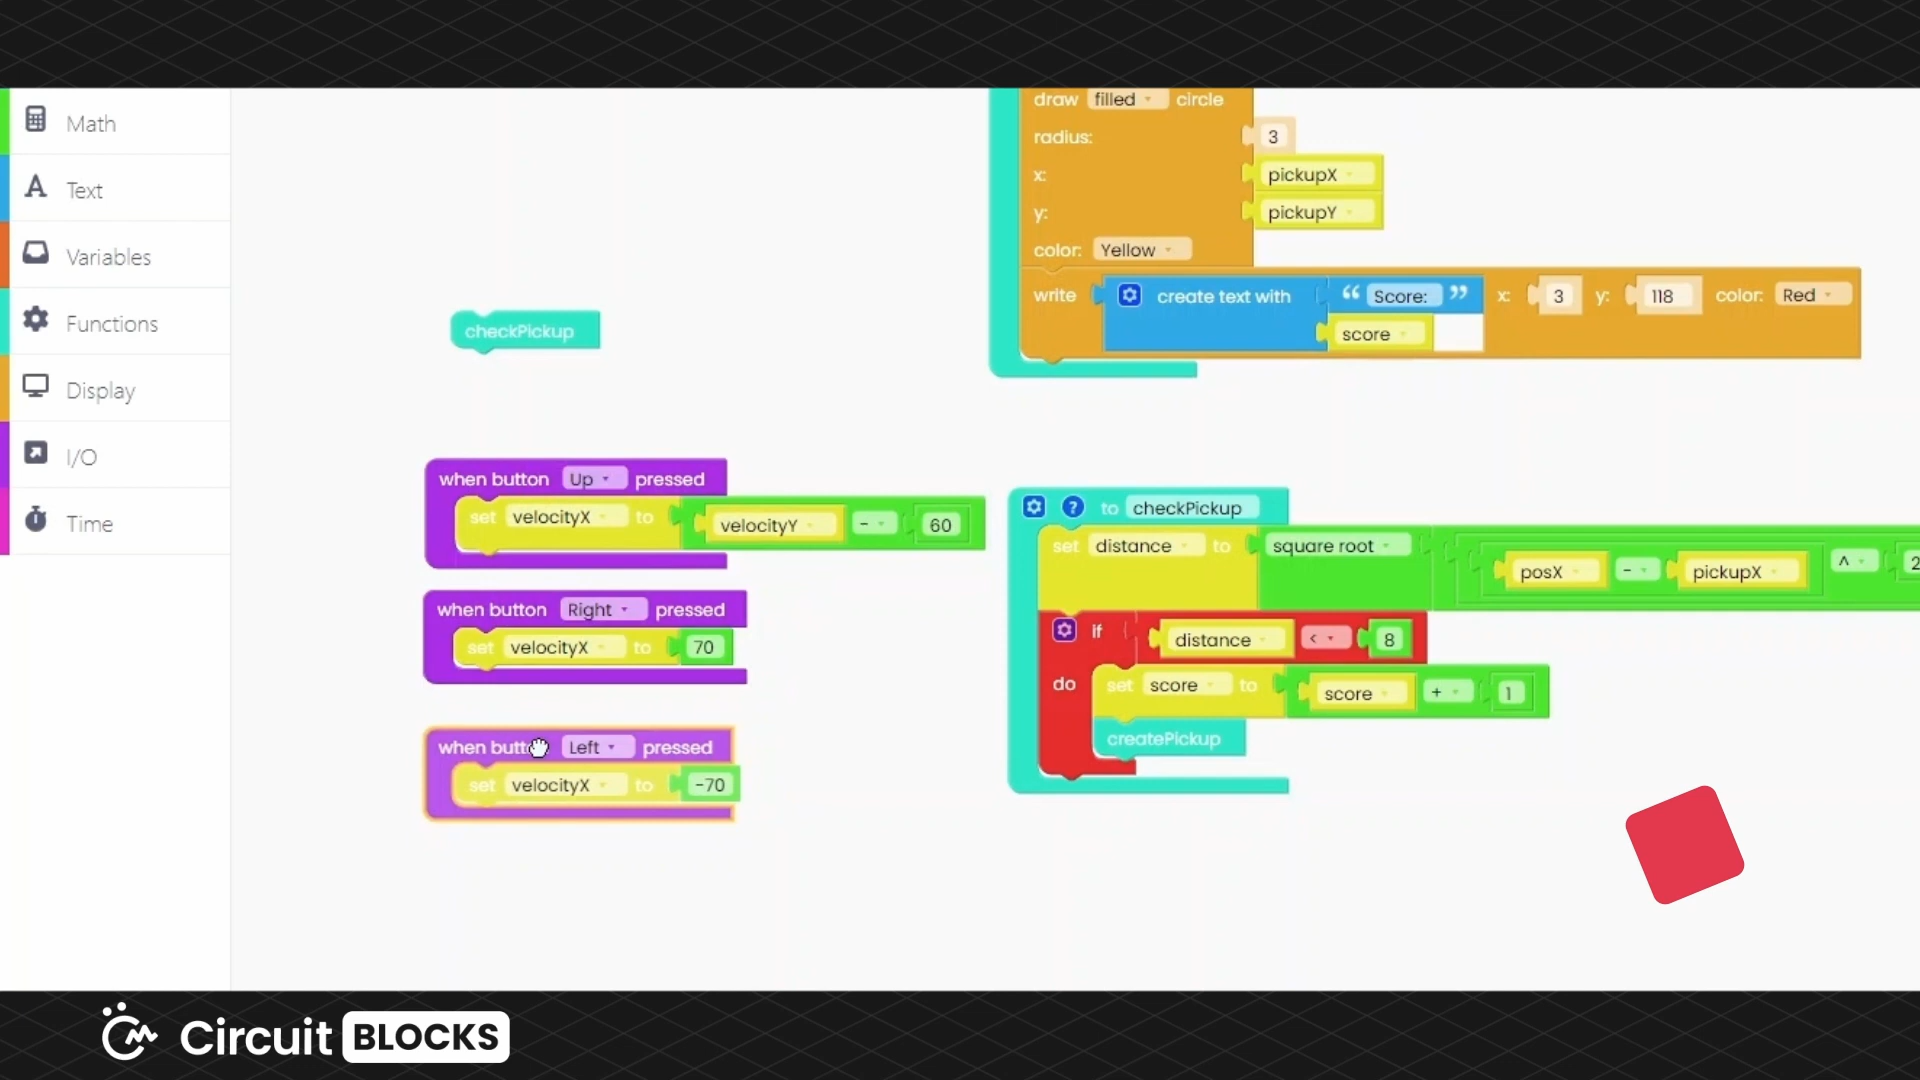 Math
Text
Variables
Functions
Display
I/O
Time
draw filled circle
radius: 3
x: pickupX
y: pickupY
color: Yellow
write create text with “ Score: ” x: 3 y: 118 color: Red
score
checkPickup
when button Up pressed
set velocityX to velocityY - 60
when button Right pressed
set velocityX to 70
when button Left pressed
set velocityX to -70
? to checkPickup
set distance to square root posX - pickupX ^ 2
if distance < 8
do set score to score + 1
createPickup
Circuit BLOCKS